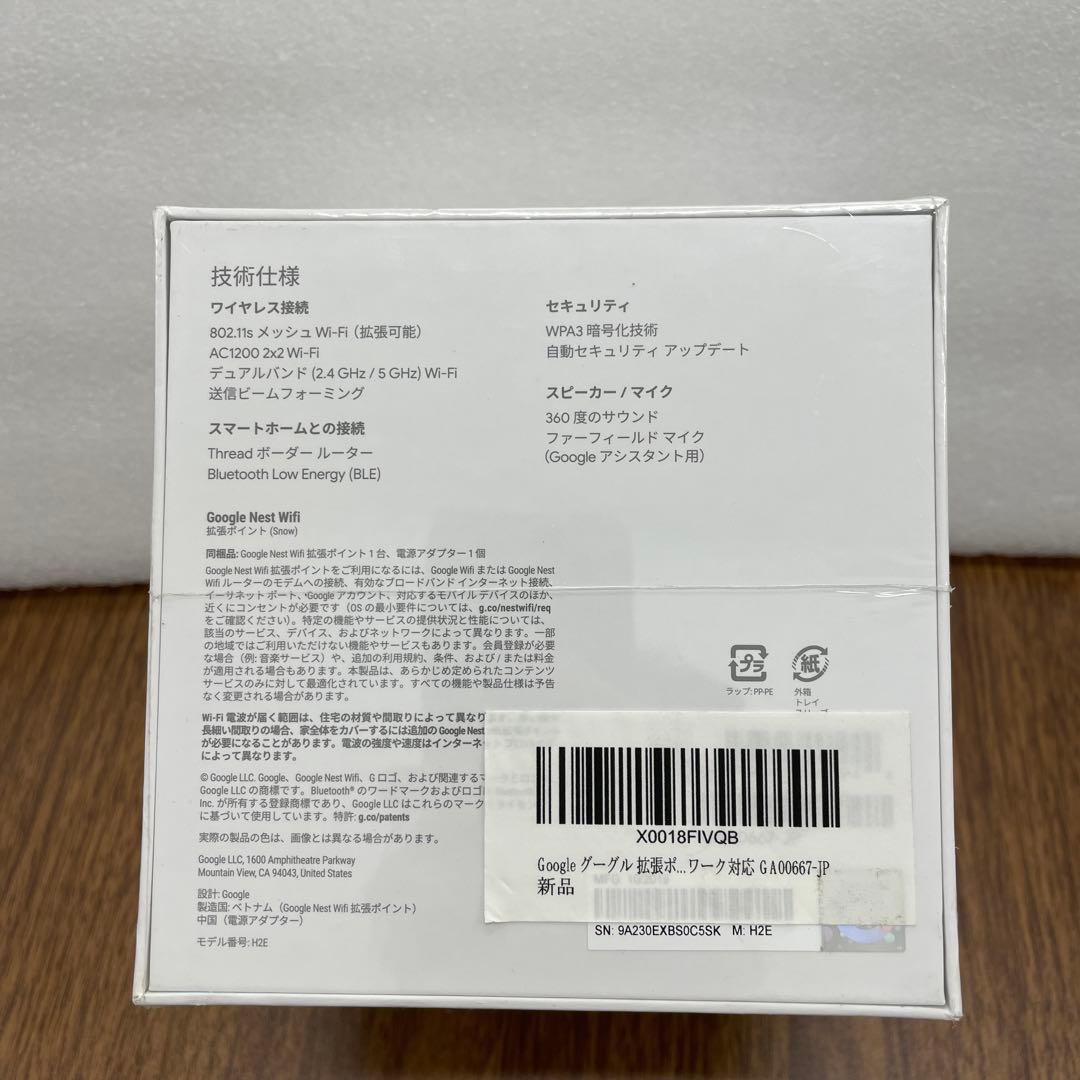 技術仕様
ワイヤレス接続
802.11s メッシュ Wi-Fi（拡張可能）
AC1200 2x2 Wi-Fi
デュアルバンド (2.4 GHz / 5 GHz) Wi-Fi
送信ビームフォーミング
スマートホームとの接続
Thread ボーダー ルーター
Bluetooth Low Energy (BLE)
セキュリティ
WPA3 暗号化技術
自動セキュリティ アップデート
スピーカー / マイク
360 度のサウンド
ファーフィールド マイク
（Google アシスタント用）
Google Nest Wifi
拡張ポイント (Snow)
同梱品: Google Nest Wifi 拡張ポイント 1 台、電源アダプター 1 個
Google Nest Wifi 拡張ポイントをご利用になるには、Google Wifi または Google Nest
Wifi ルーターのモデムへの接続、有効なブロードバンド インターネット接続、
イーサネット ポート、Google アカウント、対応するモバイル デバイスのほか、
近くにコンセントが必要です（OS の最小要件については、g.co/nestwifi/req
をご確認ください）。特定の機能やサービスの提供状況と性能については、
該当のサービス、デバイス、およびネットワークによって異なります。一部
の地域ではご利用いただけない機能やサービスもあります。会員登録が必要
な場合（例: 音楽サービス）や、追加の利用規約、条件、および / または料金
が適用される場合もあります。本製品は、あらかじめ定められたコンテンツ
サービスのみに対して最適化されています。すべての機能や製品仕様は予告
なく変更される場合があります。
Wi-Fi 電波が届く範囲は、住宅の材質や間取りによって異なり
長細い間取りの場合、家全体をカバーするには追加の Google Nest
が必要になることがあります。電波の強度や速度はインターネッ
によって異なります。
© Google LLC. Google、Google Nest Wifi、G ロゴ、および関連する
Google LLC の商標です。Bluetooth® のワードマークおよびロゴ
Inc. が所有する登録商標であり、Google LLC はこれらのマーク
に基づいて使用しています。特許: g.co/patents
実際の製品の色は、画像とは異なる場合があります。
Google LLC, 1600 Amphitheatre Parkway
Mountain View, CA 94043, United States
設計: Google
製造国: ベトナム（Google Nest Wifi 拡張ポイント）
中国（電源アダプター）
モデル番号: H2E
プラ
紙
ラップ: PP·PE
外箱
トレイ
スリーブ
X0018FIVQB
Google グーグル 拡張ポ...ワーク対応 GA00667-JP
新品
SN: 9A230EXBS0C5SK M: H2E